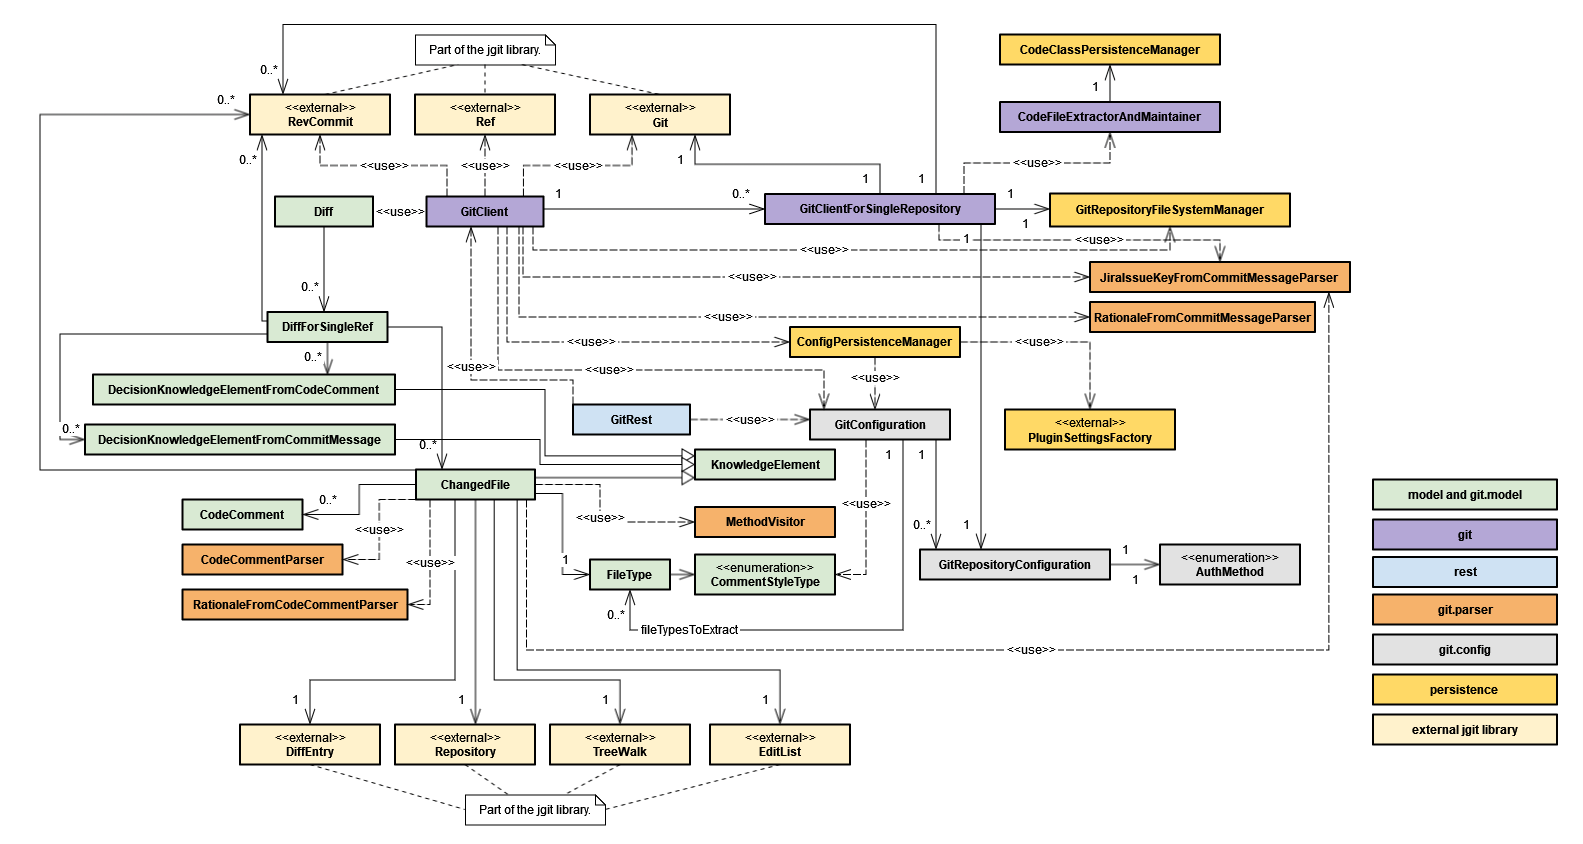 Part of the jgit library.
CodeClassPersistenceManager
0..*
1
0..*
<<external>>
RevCommit
<<external>>
Ref
<<external>>
Git
CodeFileExtractorAndMaintainer
0..*
<<use>>
<<use>>
<<use>>
1
<<use>>
1
1
Diff
<<use>>
GitClient
1
0..*
GitClientForSingleRepository
1
1
GitRepositoryFileSystemManager
1
<<use>>
<<use>>
<<use>>
JiraIssueKeyFromCommitMessageParser
0..*
DiffForSingleRef
<<use>>
RationaleFromCommitMessageParser
<<use>>
ConfigPersistenceManager
<<use>>
0..*
<<use>>
<<use>>
<<use>>
DecisionKnowledgeElementFromCodeComment
GitRest
<<use>>
GitConfiguration
<<external>>
PluginSettingsFactory
0..*
DecisionKnowledgeElementFromCommitMessage
0..*
1
1
KnowledgeElement
ChangedFile
model and git.model
CodeComment
0..*
<<use>>
<<use>>
<<use>>
MethodVisitor
0..*
1
git
CodeCommentParser
<<use>>
1
FileType
<<enumeration>>
CommentStyleType
GitRepositoryConfiguration
1
1
<<enumeration>>
AuthMethod
rest
RationaleFromCodeCommentParser
0..*
fileTypesToExtract
git.parser
<<use>>
git.config
1
1
1
1
persistence
<<external>>
DiffEntry
<<external>>
Repository
<<external>>
TreeWalk
<<external>>
EditList
external jgit library
Part of the jgit library.